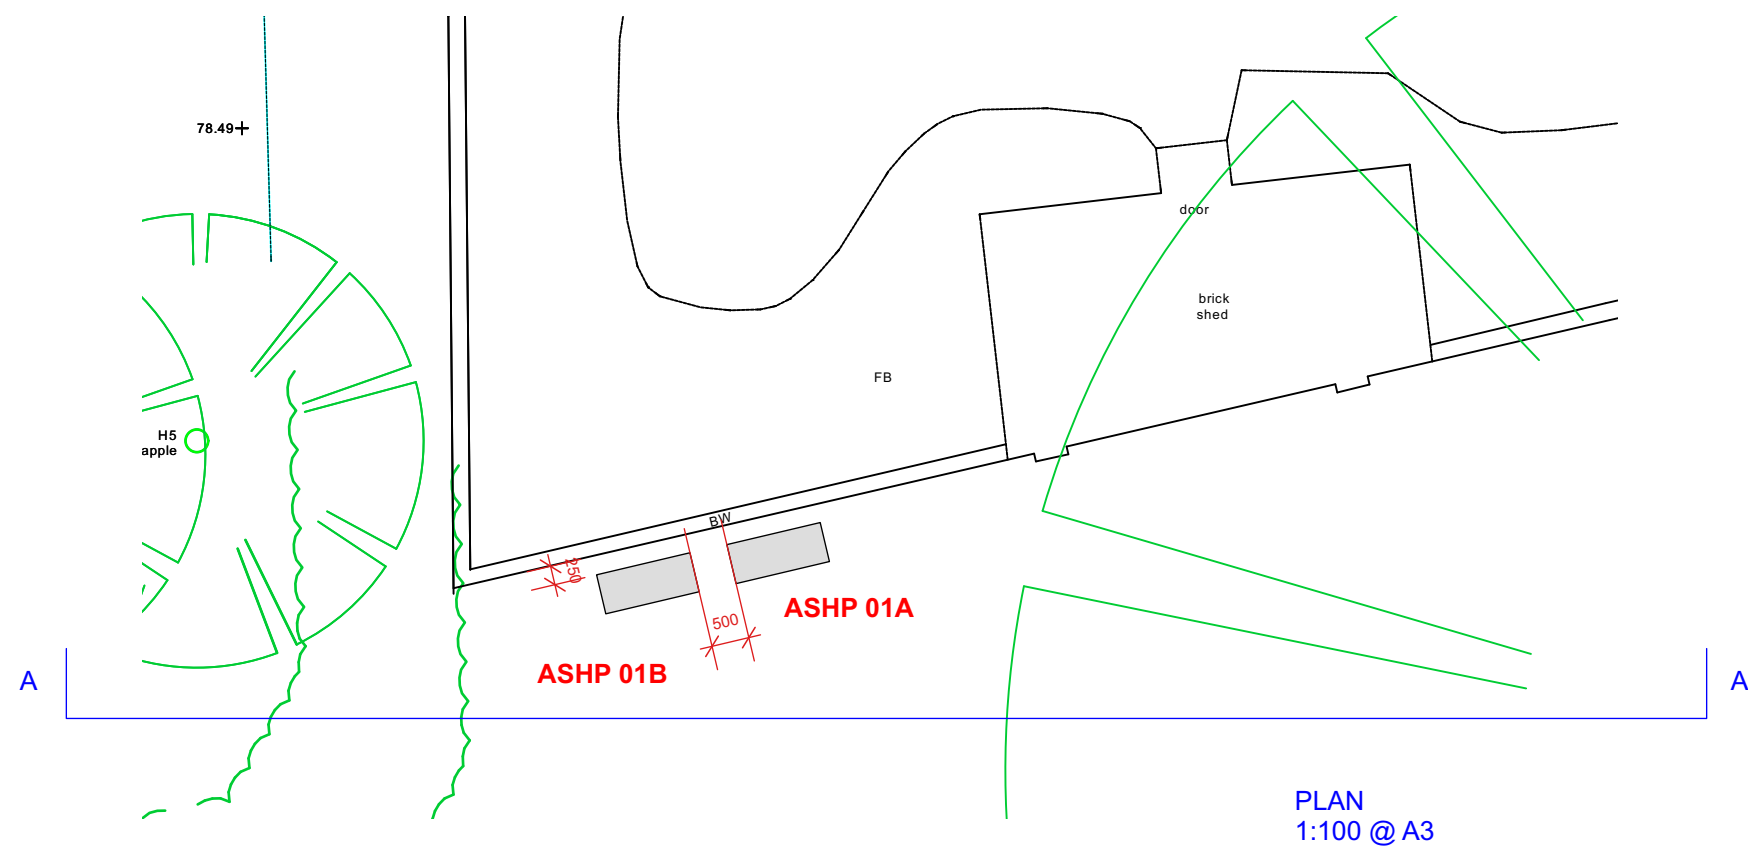 78.49
door
brick
shed
FB
H5
apple
BW
250
500
ASHP 01A
ASHP 01B
A
A
PLAN
1:100 @ A3